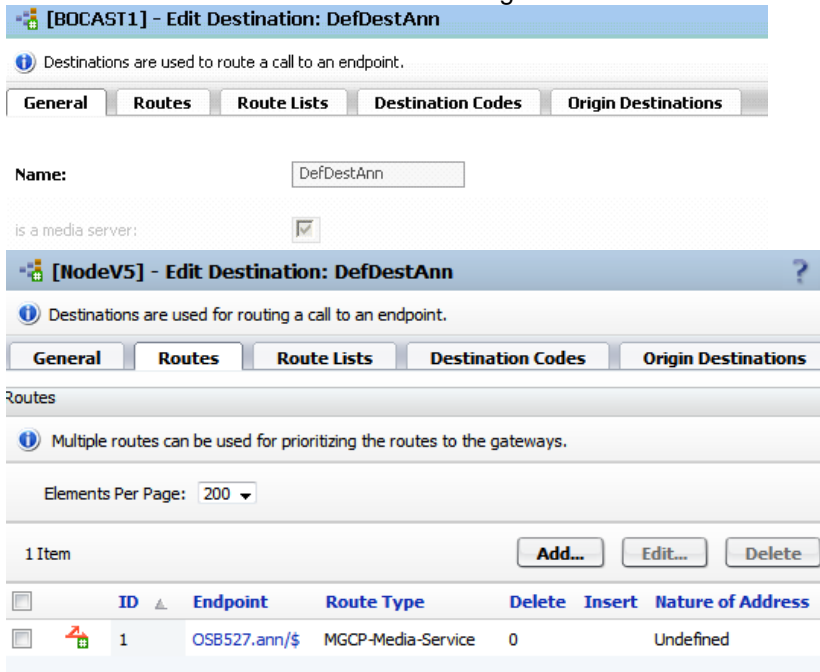 [BOCAST1] - Edit Destination: DefDestAnn
Destinations are used to route a call to an endpoint.
General Routes Route Lists Destination Codes Origin Destinations
Name: DefDestAnn
is a media server:
[NodeV5] - Edit Destination: DefDestAnn ?
Destinations are used for routing a call to an endpoint.
General Routes Route Lists Destination Codes Origin Destinations
Routes
Multiple routes can be used for prioritizing the routes to the gateways.
Elements Per Page: 200
1 Item Add... Edit... Delete
ID Endpoint Route Type Delete Insert Nature of Address
1 OSB527.ann/$ MGCP-Media-Service 0 Undefined